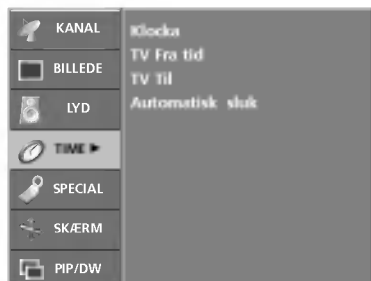 KANAL
BILLEDE
LYD
TIME ►
SPECIAL
SKÆRM
PIP/DW
Klocka
TV Fra tid
TV Til
Automatisk sluk